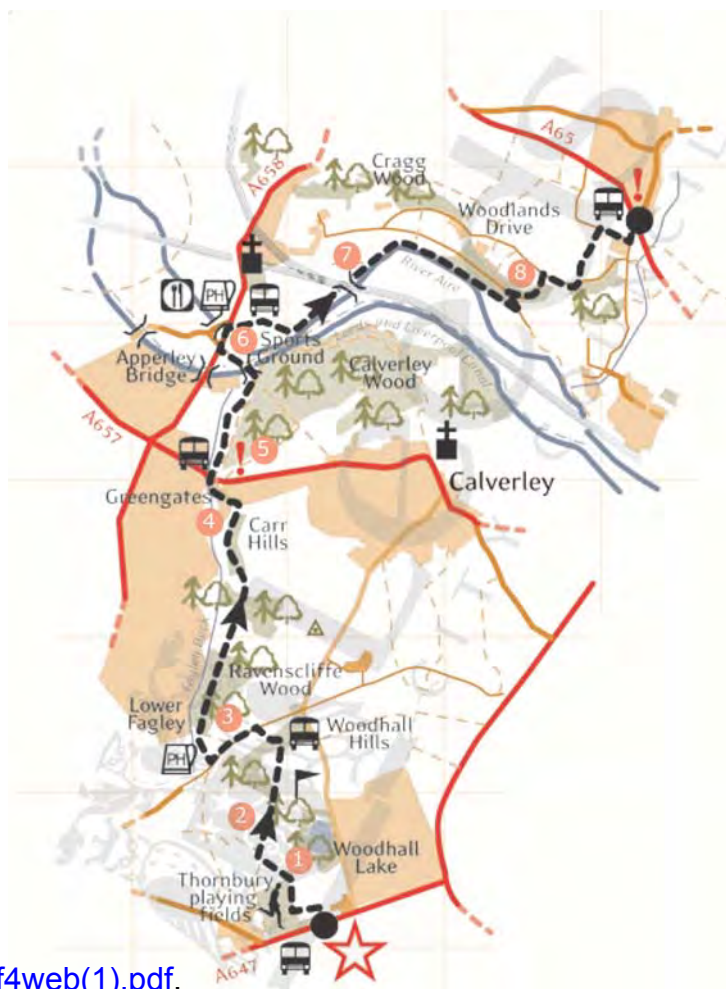 A65
Cragg
Wood
A658
Woodlands
Drive
7
8
River Aire
PH
6
Sports
Ground
Leeds and Liverpool Canal
Apperley
Bridge
Calverley
Wood
A657
5
!
!
Calverley
Greengates
4
Carr
Hills
Fagley Beck
Ravenscliffe
Wood
Lower
Fagley
3
PH
Woodhall
Hills
2
1
Woodhall
Lake
Thornbury
playing
fields
A647
f4web(1).pdf.